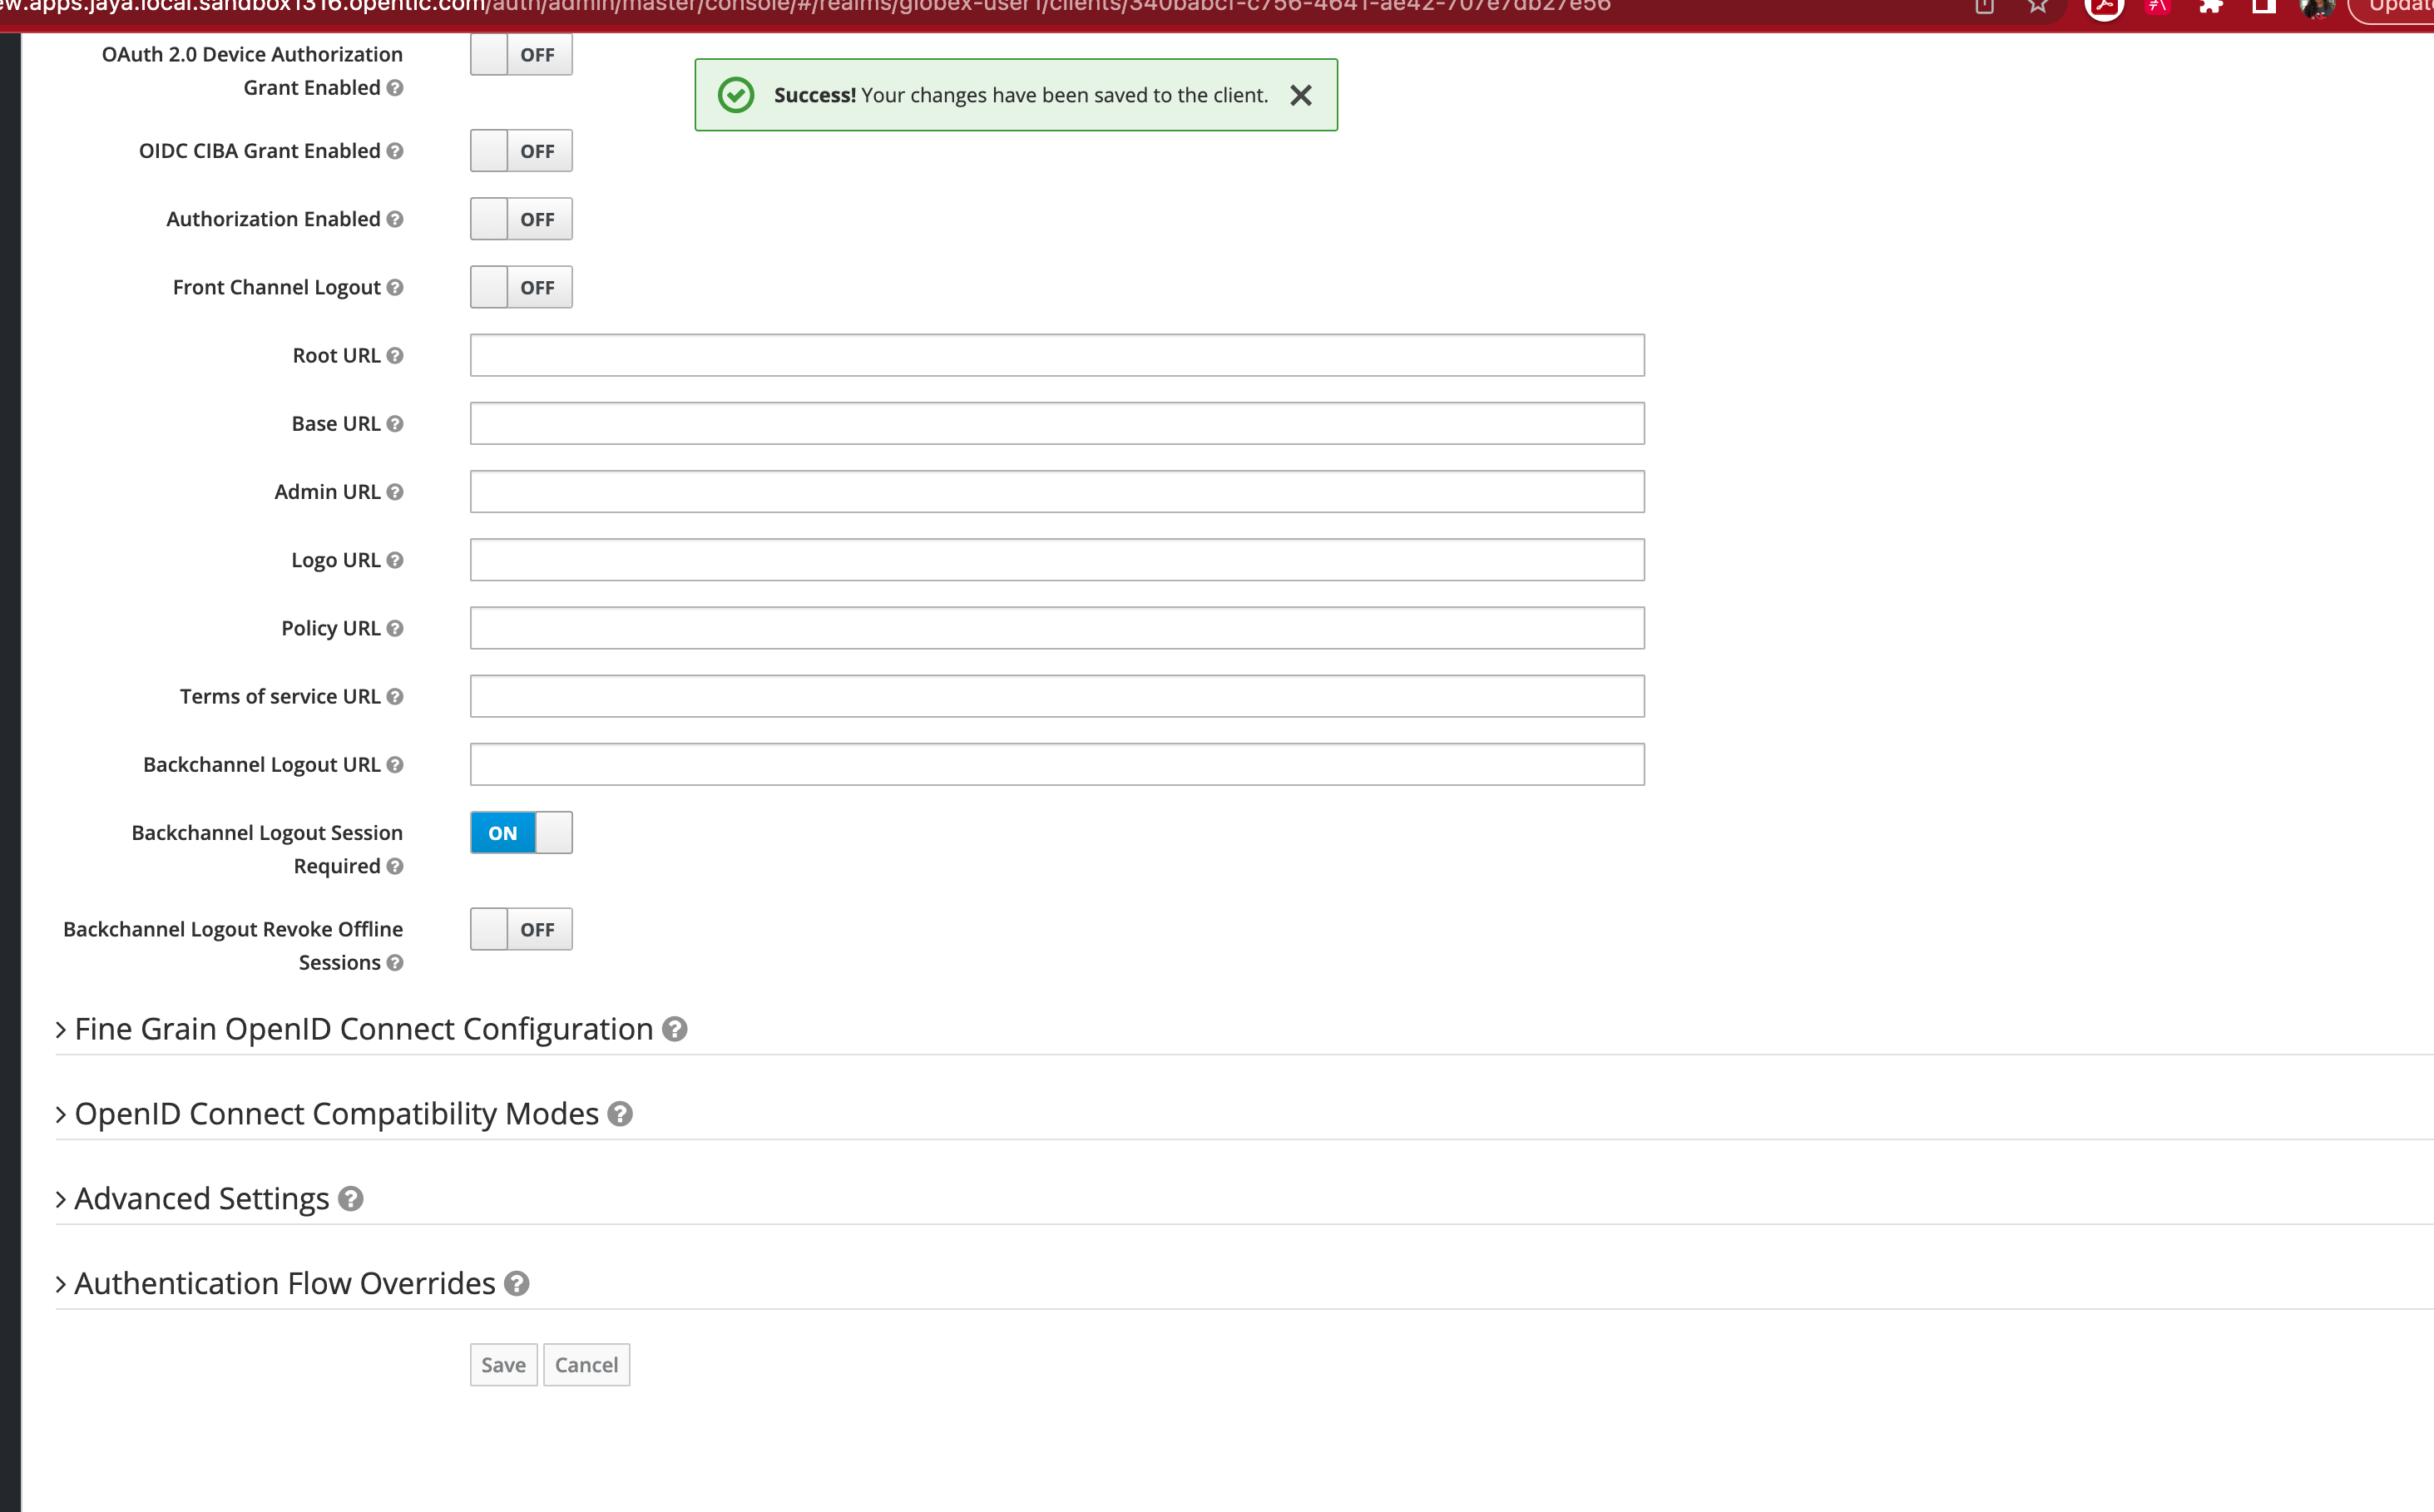 ew.apps.jaya.local.sandbox1316.opentlc.com/auth/admin/master/console/#/realms/globex-user1/clients/340babcf-c756-4641-ae42-707e7db27e56
OAuth 2.0 Device Authorization Grant Enabled OFF
Success! Your changes have been saved to the client.
OIDC CIBA Grant Enabled OFF
Authorization Enabled OFF
Front Channel Logout OFF
Root URL
Base URL
Admin URL
Logo URL
Policy URL
Terms of service URL
Backchannel Logout URL
Backchannel Logout Session Required ON
Backchannel Logout Revoke Offline Sessions OFF
Fine Grain OpenID Connect Configuration
OpenID Connect Compatibility Modes
Advanced Settings
Authentication Flow Overrides
Save Cancel